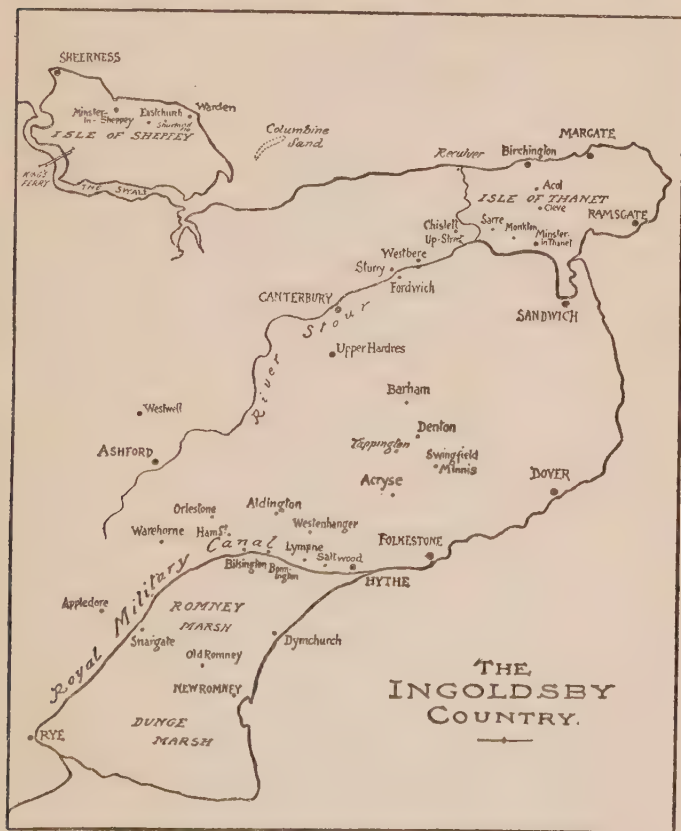 SHEERNESS
Minster-
In-Sheppey
Eastchurch
Warden
ISLE OF SHEPPEY
KING'S
FERRY
THE SWALE
Columbine
Sand
Reculver
Birchington
MARGATE
Acol
Cleve
ISLE OF THANET
RAMSGATE
Sarre
Monkton
Minster
In Thanet
Chislett
Up-Street
Westbere
Sturry
Fordwich
CANTERBURY
River Stour
SANDWICH
Upper Hardres
Barham
Westwell
Denton
Tappington
Swingfield
Minnis
ASHFORD
Acryse
DOVER
Orlestone
Aldington
Warehorne
Ham St.
Westenhanger
FOLKESTONE
Royal Military Canal
Lympne
Saltwood
HYTHE
Bilsington
Bonn-
ington
Appledore
ROMNEY
MARSH
Snargate
Dymchurch
Old Romney
NEW ROMNEY
DUNGE
MARSH
RYE
THE
INGOLDSBY
COUNTRY.